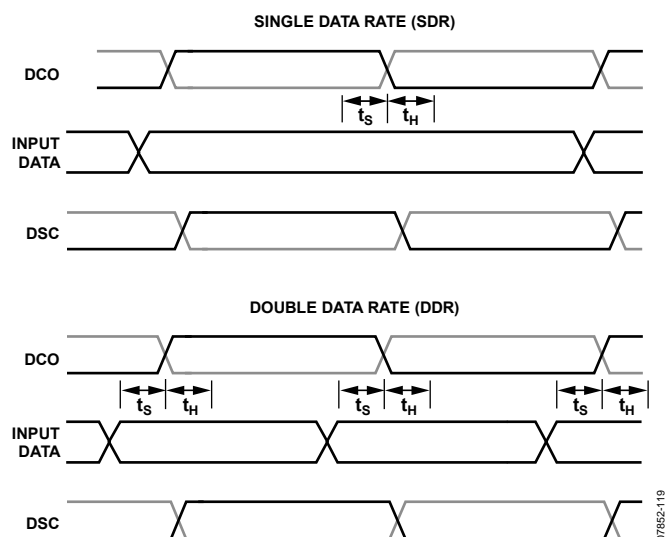 SINGLE DATA RATE (SDR)
DCO
tS tH
INPUT
DATA
DSC
DOUBLE DATA RATE (DDR)
DCO
tS tH tS tH tS tH
INPUT
DATA
DSC
07852-119